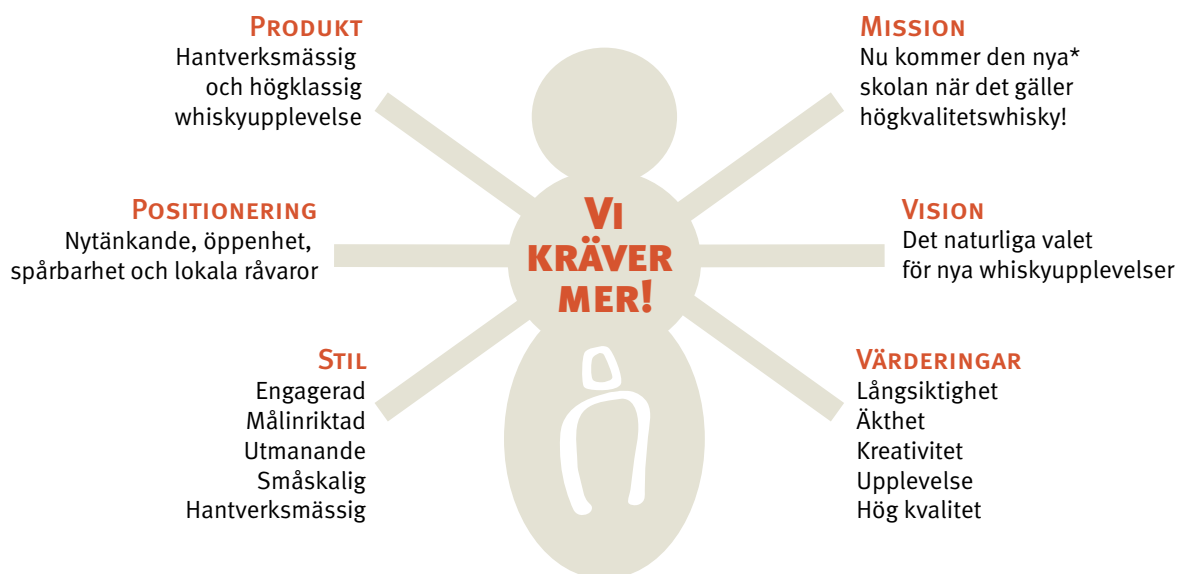 PRODUKT
Hantverksmässig
och högklassig
whiskyupplevelse
POSITIONERING
Nytänkande, öppenhet,
spårbarhet och lokala råvaror
STIL
Engagerad
Målinriktad
Utmanande
Småskalig
Hantverksmässig
VI
KRÄVER
MER!
MISSION
Nu kommer den nya*
skolan när det gäller
högkvalitetswhisky!
VISION
Det naturliga valet
för nya whiskyupplevelser
VÄRDERINGAR
Långsiktighet
Äkthet
Kreativitet
Upplevelse
Hög kvalitet